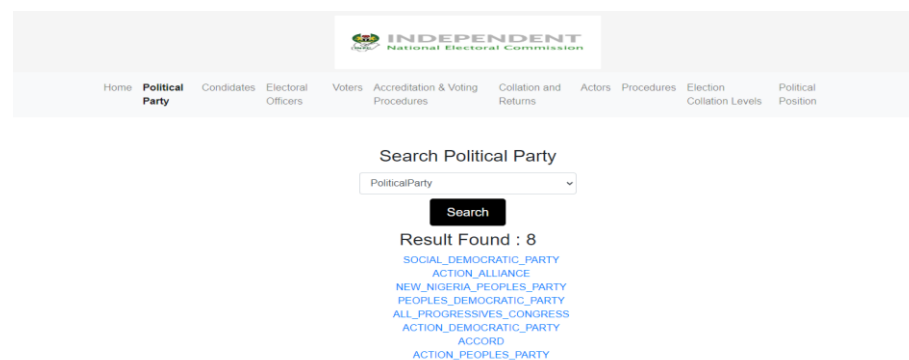 INDEPENDENT
National Electoral Commission
Home Political Party Candidates Electoral Officers Voters Accreditation & Voting Procedures Collation and Returns Actors Procedures Election Collation Levels Political Position
Search Political Party
PoliticalParty
Search
Result Found : 8
SOCIAL_DEMOCRATIC_PARTY
ACTION_ALLIANCE
NEW_NIGERIA_PEOPLES_PARTY
PEOPLES_DEMOCRATIC_PARTY
ALL_PROGRESSIVES_CONGRESS
ACTION_DEMOCRATIC_PARTY
ACCORD
ACTION_PEOPLES_PARTY